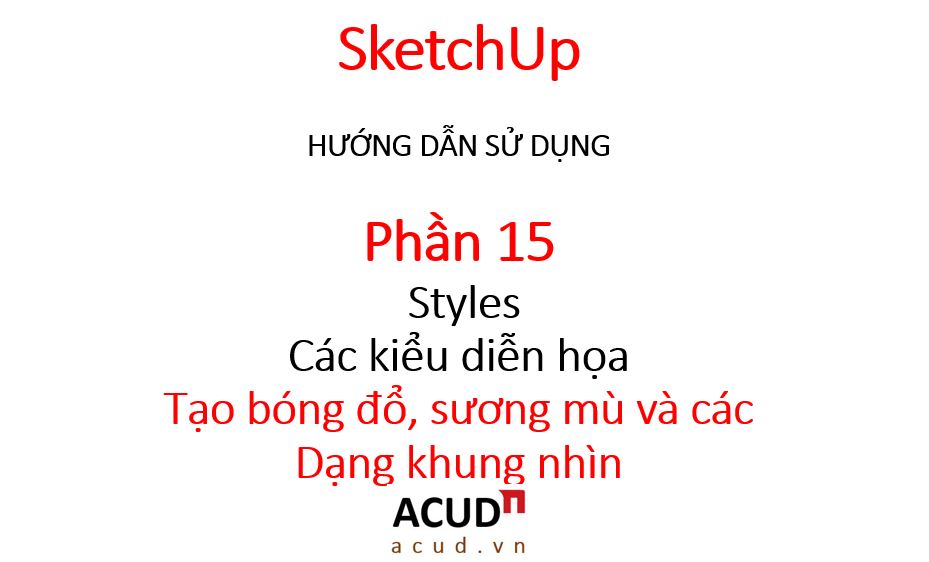 SketchUp
HƯỚNG DẪN SỬ DỤNG
Phần 15
Styles
Các kiểu diễn họa
Tạo bóng đổ, sương mù và các
Dạng khung nhìn
ACUD
acud.vn